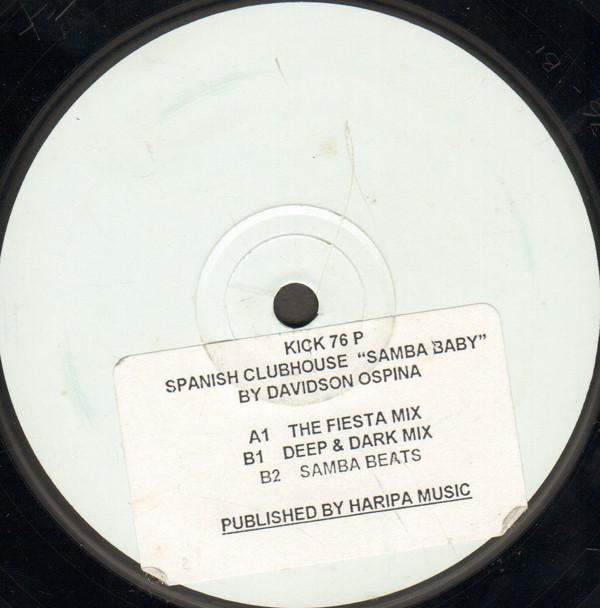 KICK 76 P
SPANISH CLUBHOUSE "SAMBA BABY"
BY DAVIDSON OSPINA
A1 THE FIESTA MIX
B1 DEEP & DARK MIX
B2 SAMBA BEATS
PUBLISHED BY HARIPA MUSIC